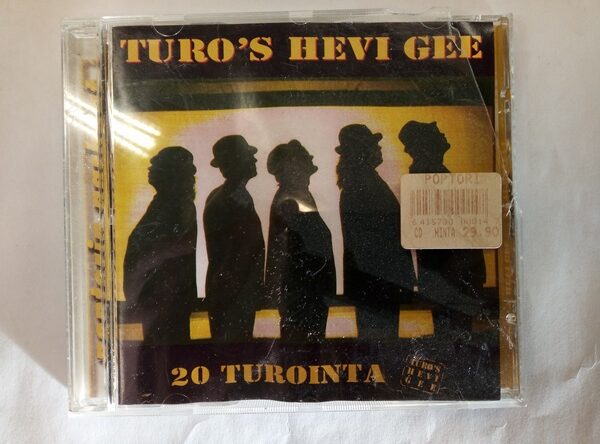 TURO'S HEVI GEE
POPTORI
CD HINTA 29.90
20 TUROINTA
TURO'S
HEVI
GEE